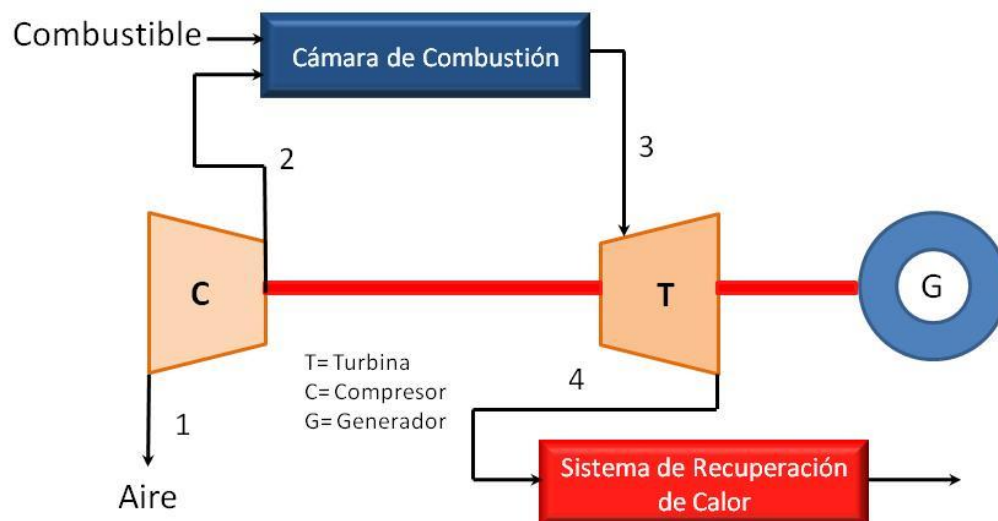 Combustible
Cámara de Combustión
2
3
C
T
G
T= Turbina
C= Compresor
G= Generador
4
1
Aire
Sistema de Recuperación
de Calor